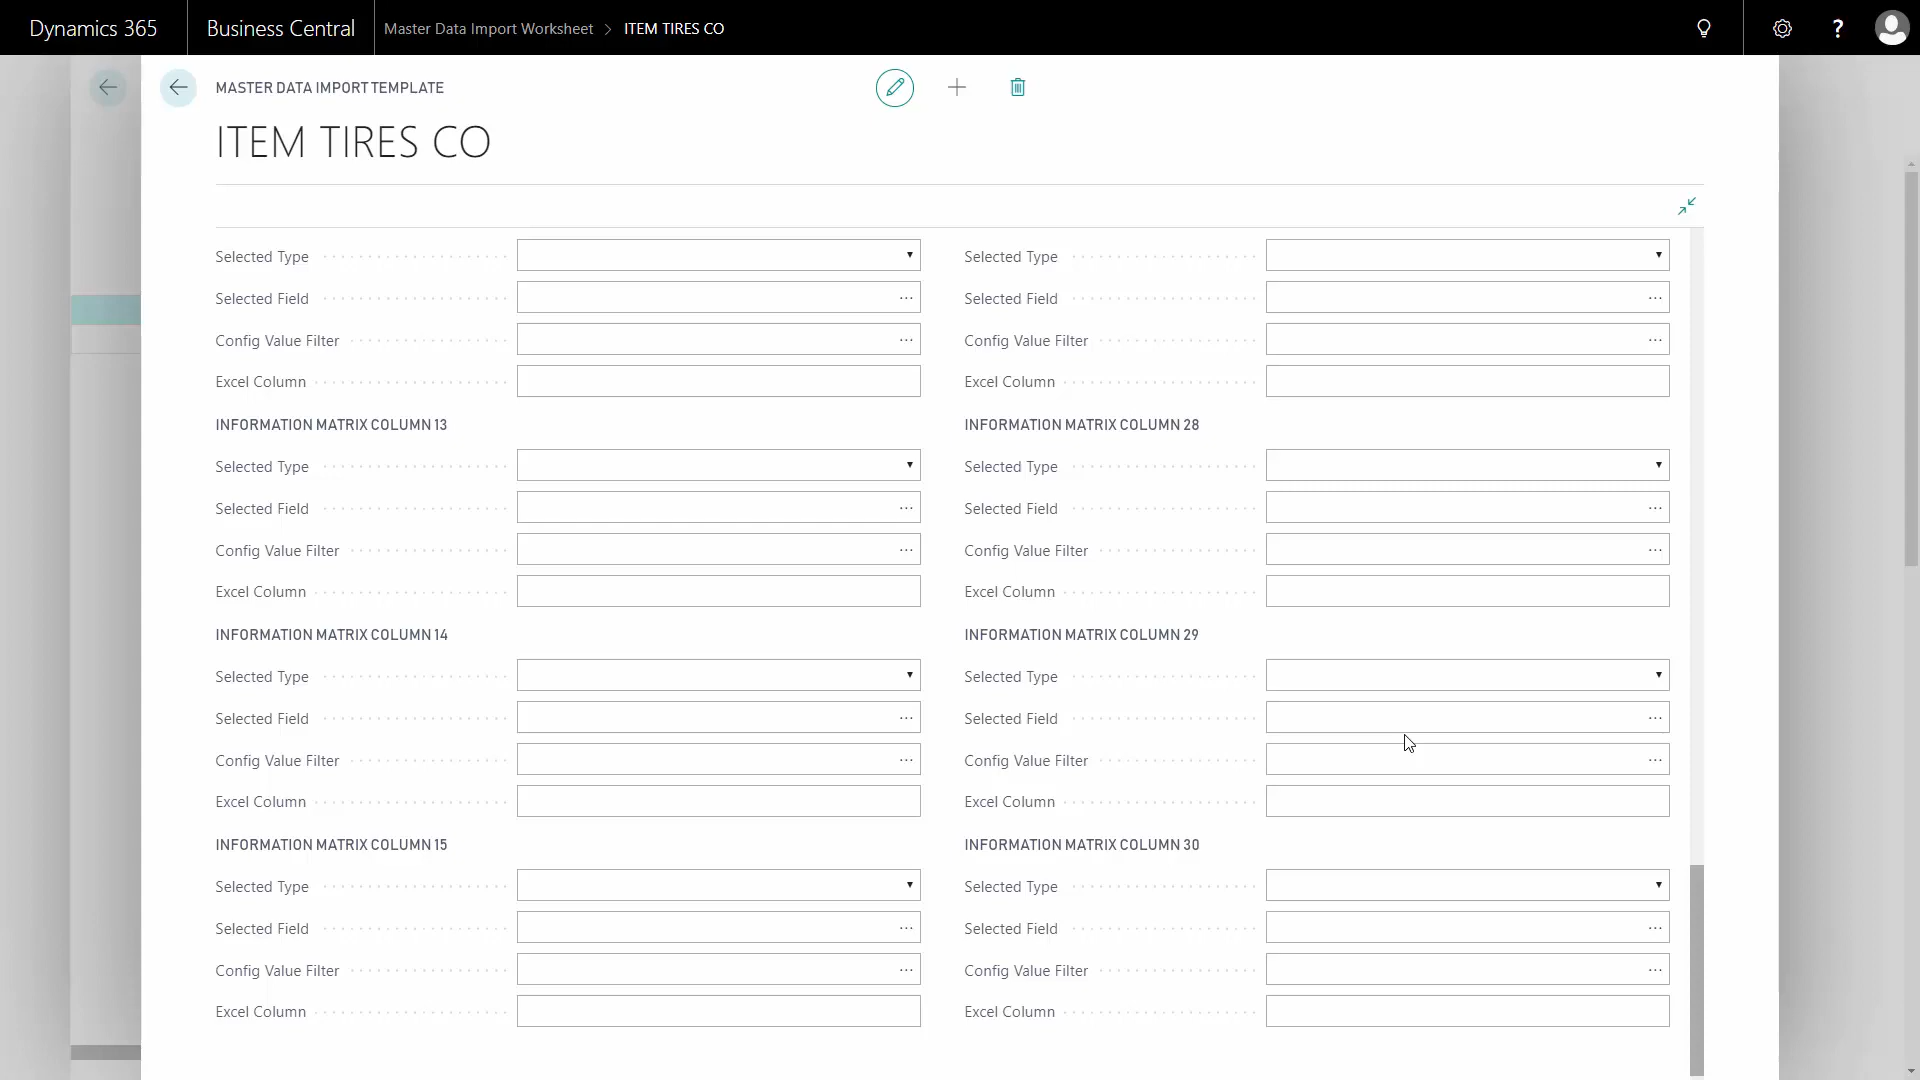 Dynamics 365 Business Central Master Data Import Worksheet > ITEM TIRES CO ?
MASTER DATA IMPORT TEMPLATE
ITEM TIRES CO
Selected Type
Selected Field
Config Value Filter
Excel Column
INFORMATION MATRIX COLUMN 13
Selected Type
Selected Field
Config Value Filter
Excel Column
INFORMATION MATRIX COLUMN 14
Selected Type
Selected Field
Config Value Filter
Excel Column
INFORMATION MATRIX COLUMN 15
Selected Type
Selected Field
Config Value Filter
Excel Column
Selected Type
Selected Field
Config Value Filter
Excel Column
INFORMATION MATRIX COLUMN 28
Selected Type
Selected Field
Config Value Filter
Excel Column
INFORMATION MATRIX COLUMN 29
Selected Type
Selected Field
Config Value Filter
Excel Column
INFORMATION MATRIX COLUMN 30
Selected Type
Selected Field
Config Value Filter
Excel Column